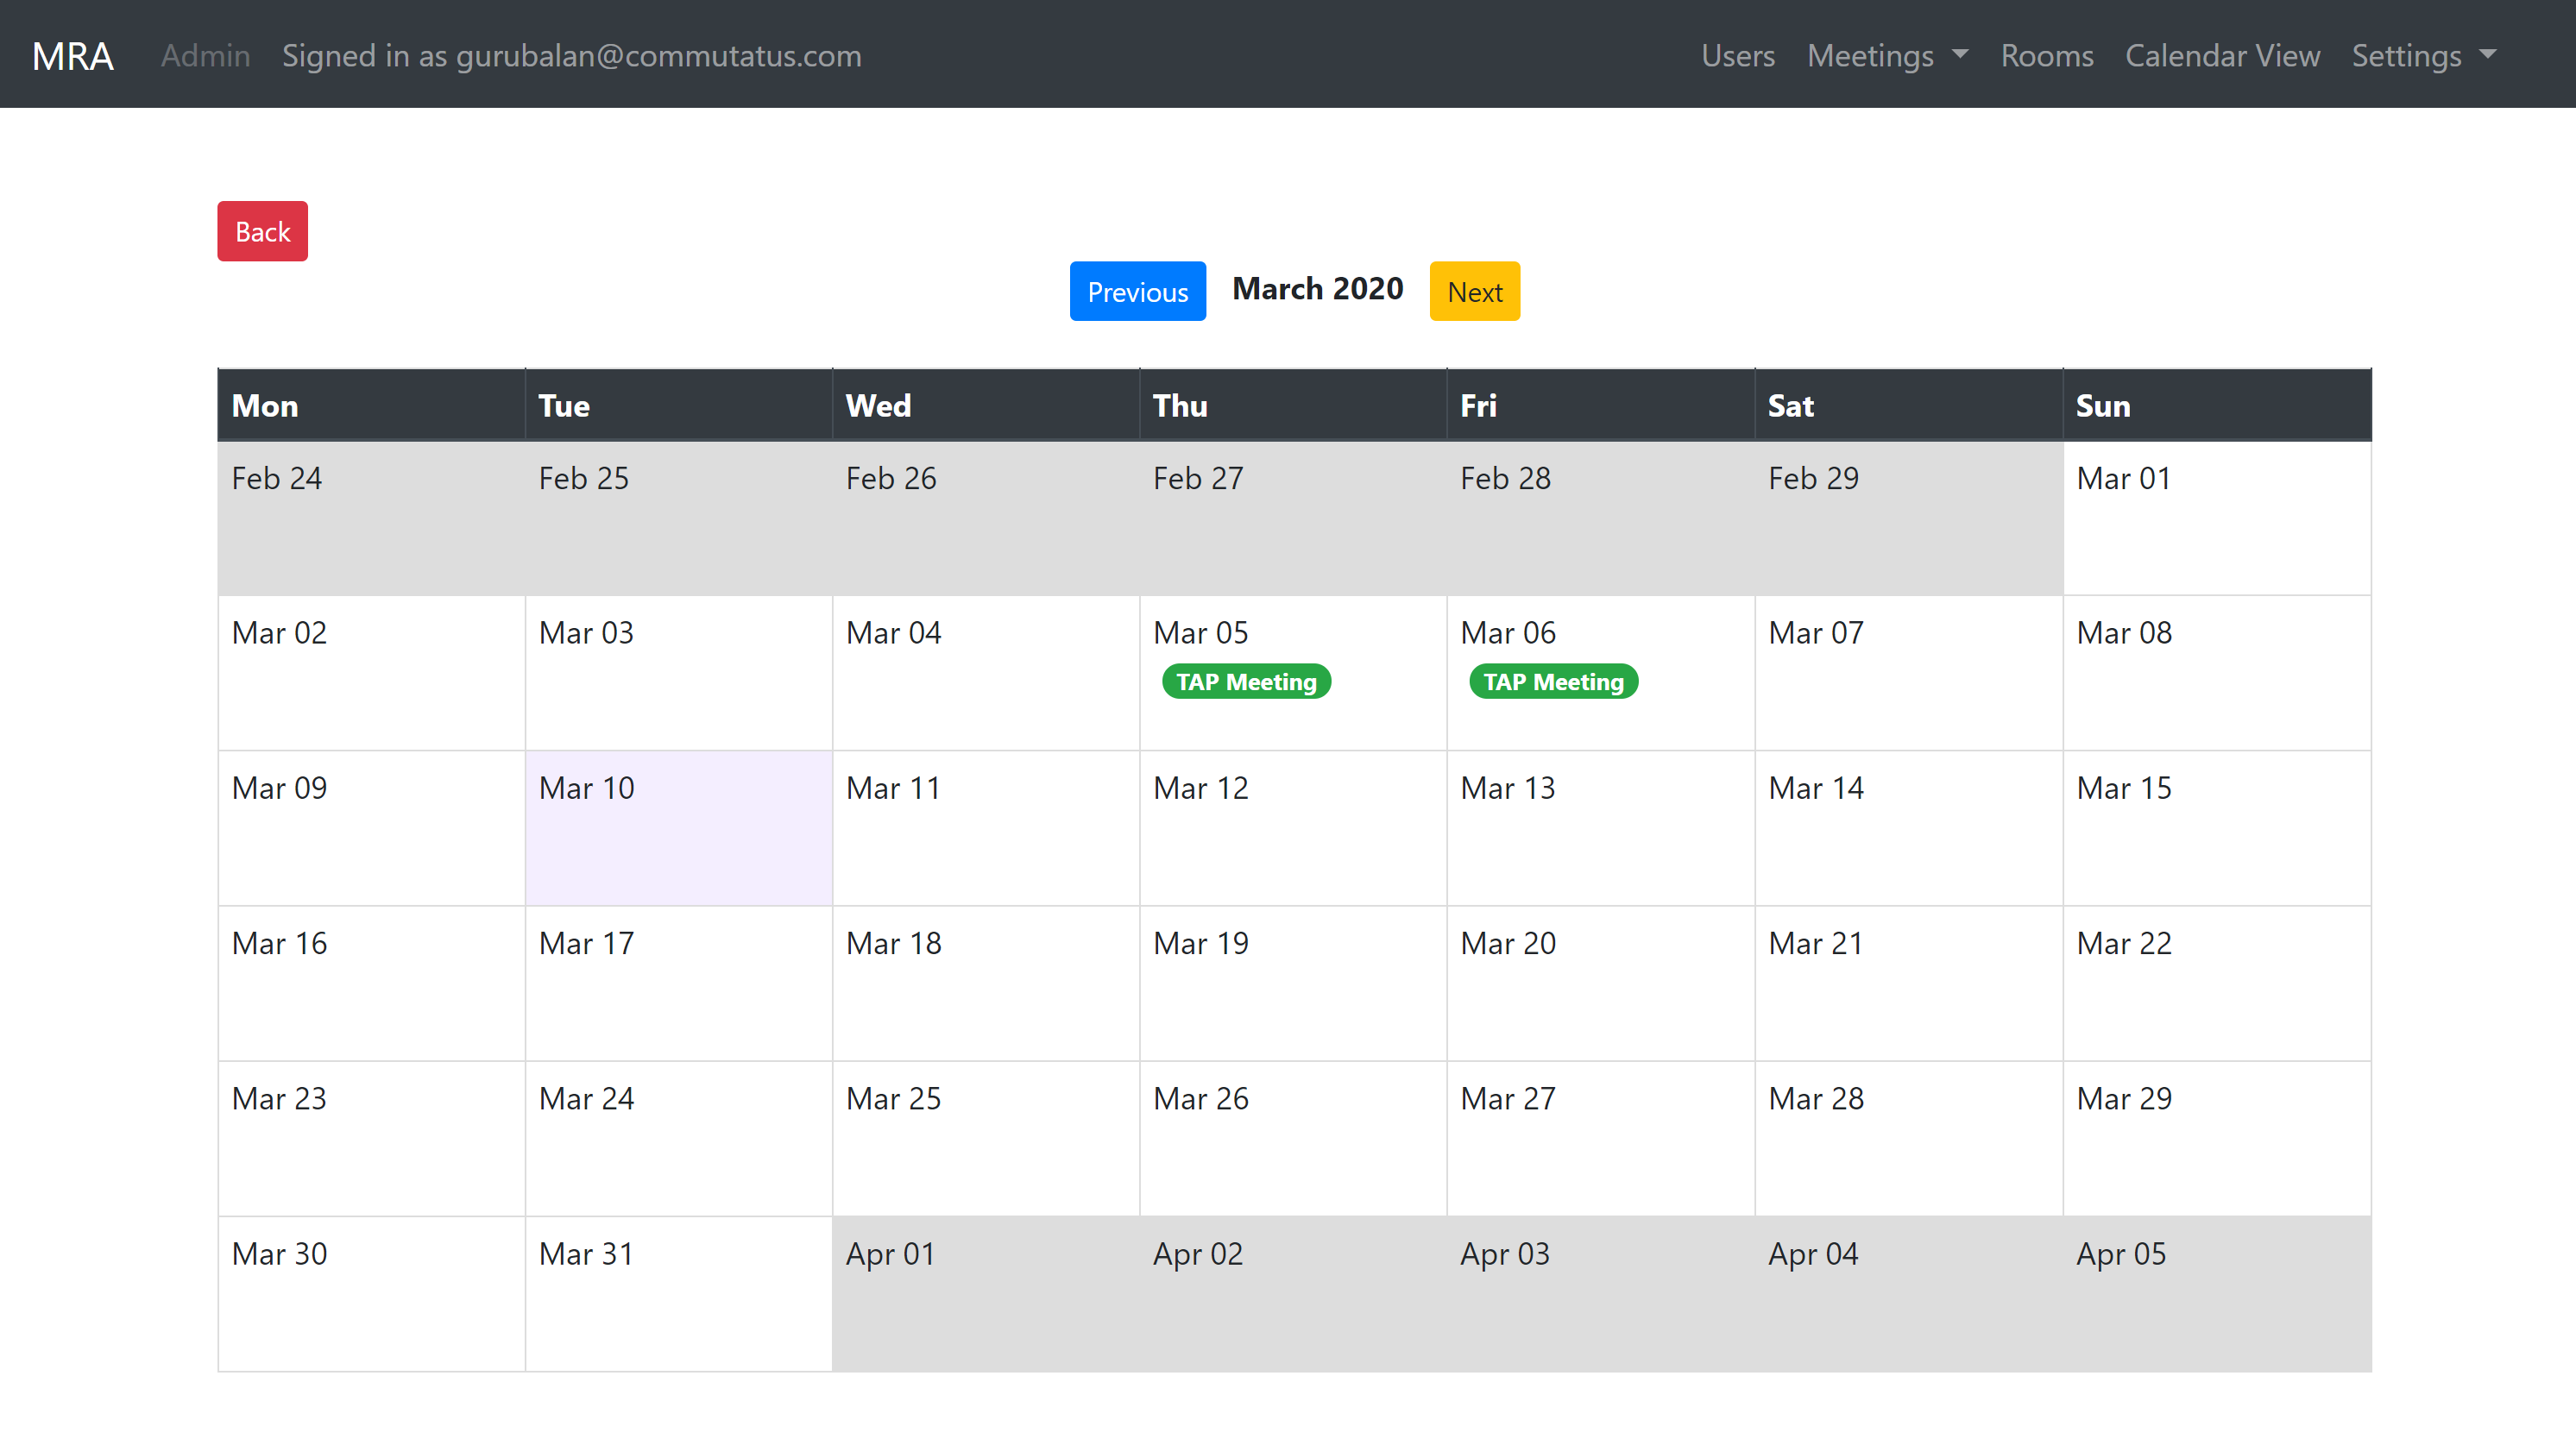 MRA Admin Signed in as gurubalan@commutatus.com Users Meetings Rooms Calendar View Settings
Back
Previous March 2020 Next
Mon Tue Wed Thu Fri Sat Sun
Feb 24 Feb 25 Feb 26 Feb 27 Feb 28 Feb 29 Mar 01
Mar 02 Mar 03 Mar 04 Mar 05 Mar 06 Mar 07 Mar 08
TAP Meeting TAP Meeting
Mar 09 Mar 10 Mar 11 Mar 12 Mar 13 Mar 14 Mar 15
Mar 16 Mar 17 Mar 18 Mar 19 Mar 20 Mar 21 Mar 22
Mar 23 Mar 24 Mar 25 Mar 26 Mar 27 Mar 28 Mar 29
Mar 30 Mar 31 Apr 01 Apr 02 Apr 03 Apr 04 Apr 05